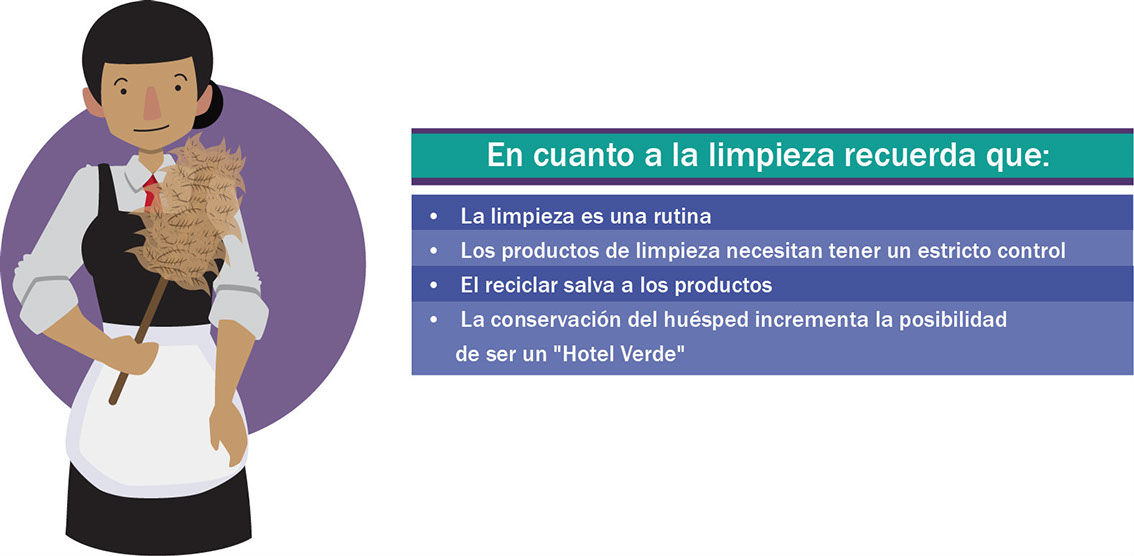 En cuanto a la limpieza recuerda que:
• La limpieza es una rutina
• Los productos de limpieza necesitan tener un estricto control
• El reciclar salva a los productos
• La conservación del huésped incrementa la posibilidad
de ser un "Hotel Verde"